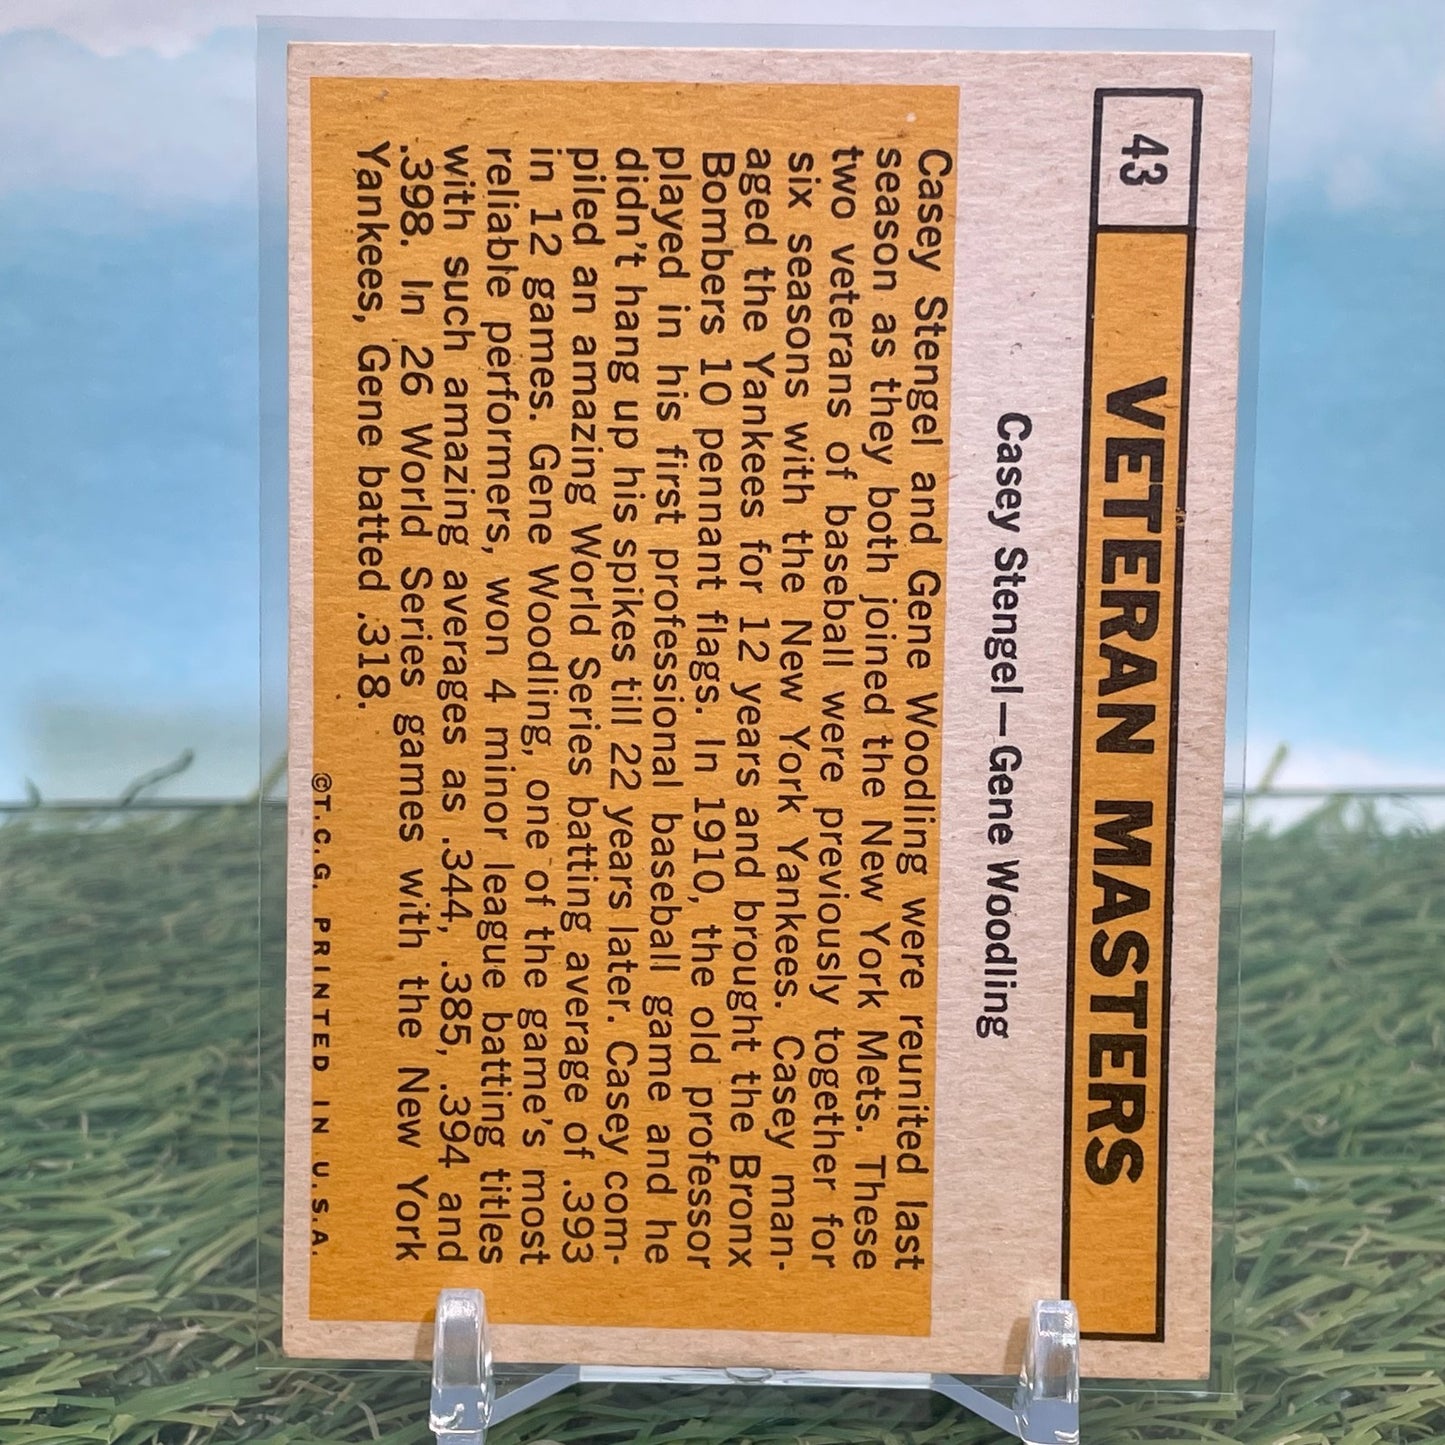 43
VETERAN MASTERS
Casey Stengel—Gene Woodling
Casey Stengel and Gene Woodling were reunited last
season as they both joined the New York Mets. These
two veterans of baseball were previously together for
six seasons with the New York Yankees. Casey man-
aged the Yankees for 12 years and brought the Bronx
Bombers 10 pennant flags. In 1910, the old professor
played in his first professional baseball game and he
didn't hang up his spikes till 22 years later. Casey com-
piled an amazing World Series batting average of .393
in 12 games. Gene Woodling, one of the game's most
reliable performers, won 4 minor league batting titles
with such amazing averages as .344, .385, .394 and
.398. In 26 World Series games with the New York
Yankees, Gene batted .318.
©T.C.G. PRINTED IN U.S.A.